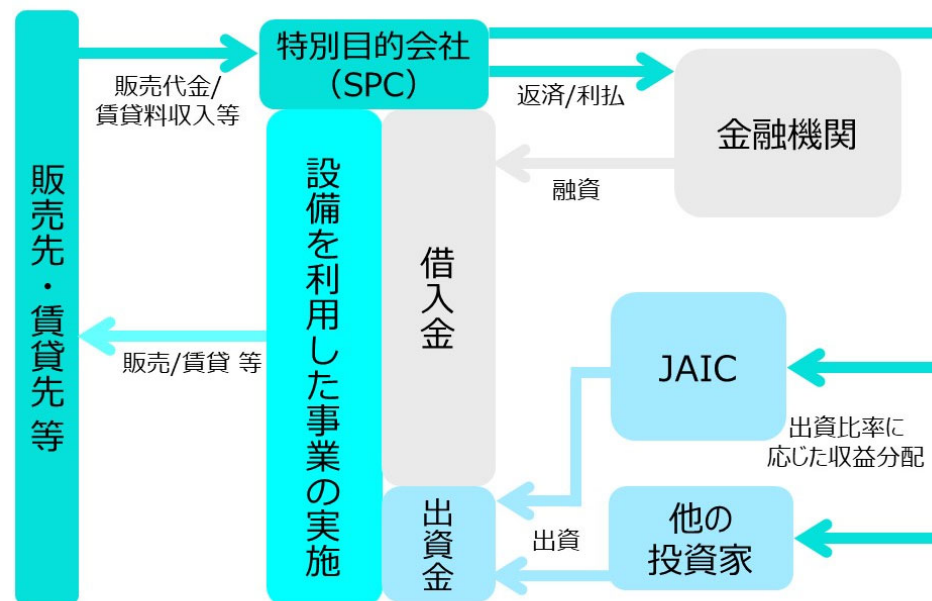 特別目的会社
（SPC）
販売代金/
賃貸料収入等
返済/利払
金融機関
融資
販売先・賃貸先 等
設備を利用した事業の実施
借入金
販売/賃貸 等
JAIC
出資比率に
応じた収益分配
出資金
出資
他の
投資家